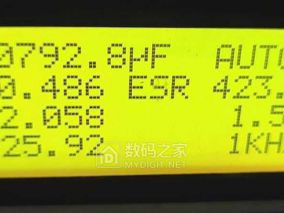 0792.8µF AUTO
0.486 ESR 423.
2.058 1.5
25.92 1KH
数码之家
MYDIGIT.NET